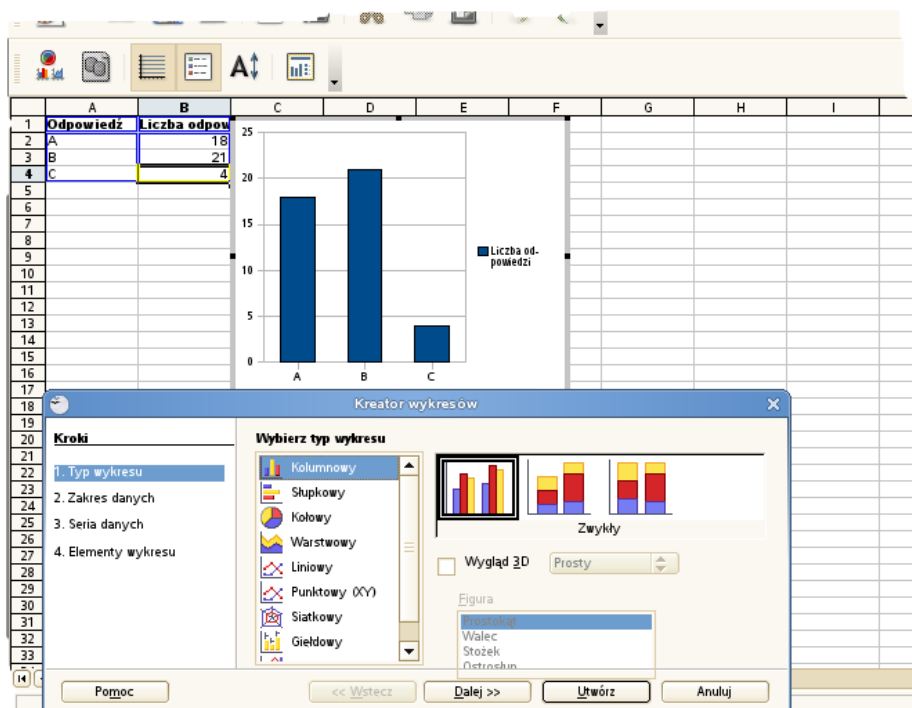 A B C D E F G H I
1 Odpowiedź Liczba odpow
2 A 18
3 B 21
4 C 4
5
6
7
8
9
10
11
12
13
14
15
16
17
18
19
20
21
22
23
24
25
26
27
28
29
30
31
32
33
25
20
15
10
5
0
A B C
Liczba od-
powiedzi
Kreator wykresów
Kroki
1. Typ wykresu
2. Zakres danych
3. Seria danych
4. Elementy wykresu
Wybierz typ wykresu
Kolumnowy
Słupkowy
Kołowy
Warstwowy
Liniowy
Punktowy (XY)
Siatkowy
Giełdowy
Zwykły
Wygląd 3D Prosty
Figura
Prostokąt
Walec
Stożek
Ostrosłup
Pomoc << Wstecz Dalej >> Utwórz Anuluj